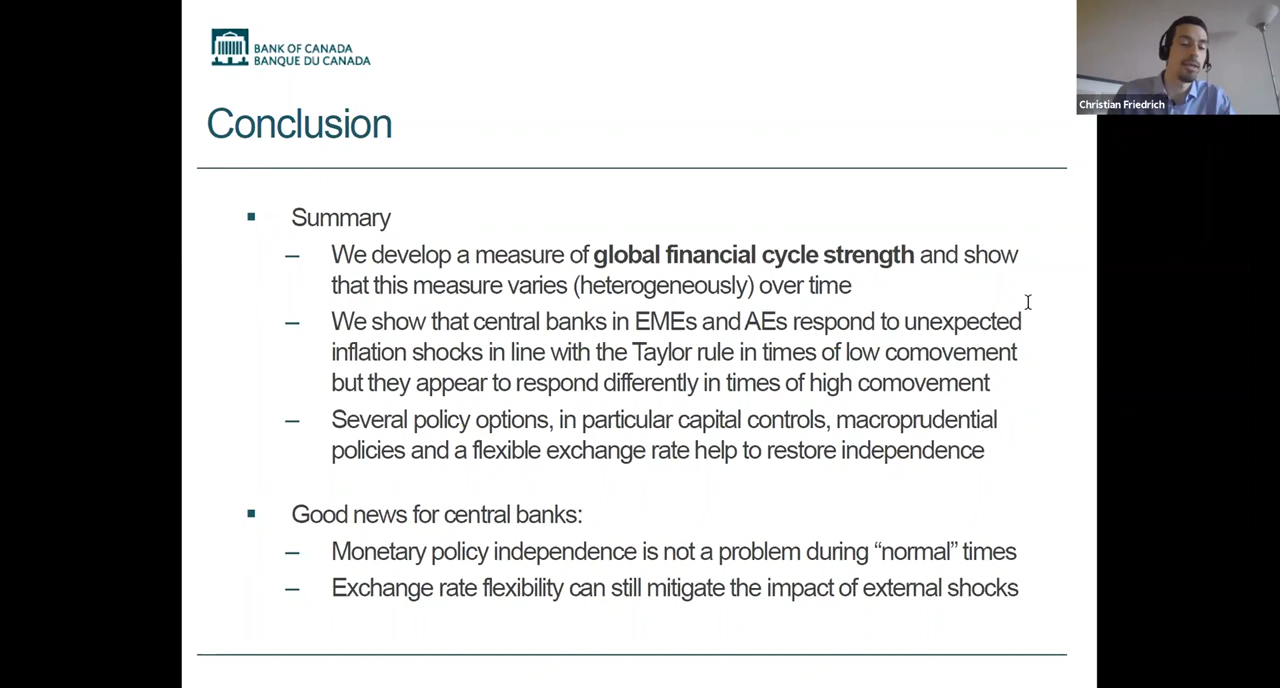 BANK OF CANADA
BANQUE DU CANADA
Christian Friedrich
Conclusion
▪ Summary
– We develop a measure of global financial cycle strength and show
that this measure varies (heterogeneously) over time
– We show that central banks in EMEs and AEs respond to unexpected
inflation shocks in line with the Taylor rule in times of low comovement
but they appear to respond differently in times of high comovement
– Several policy options, in particular capital controls, macroprudential
policies and a flexible exchange rate help to restore independence
▪ Good news for central banks:
– Monetary policy independence is not a problem during “normal” times
– Exchange rate flexibility can still mitigate the impact of external shocks